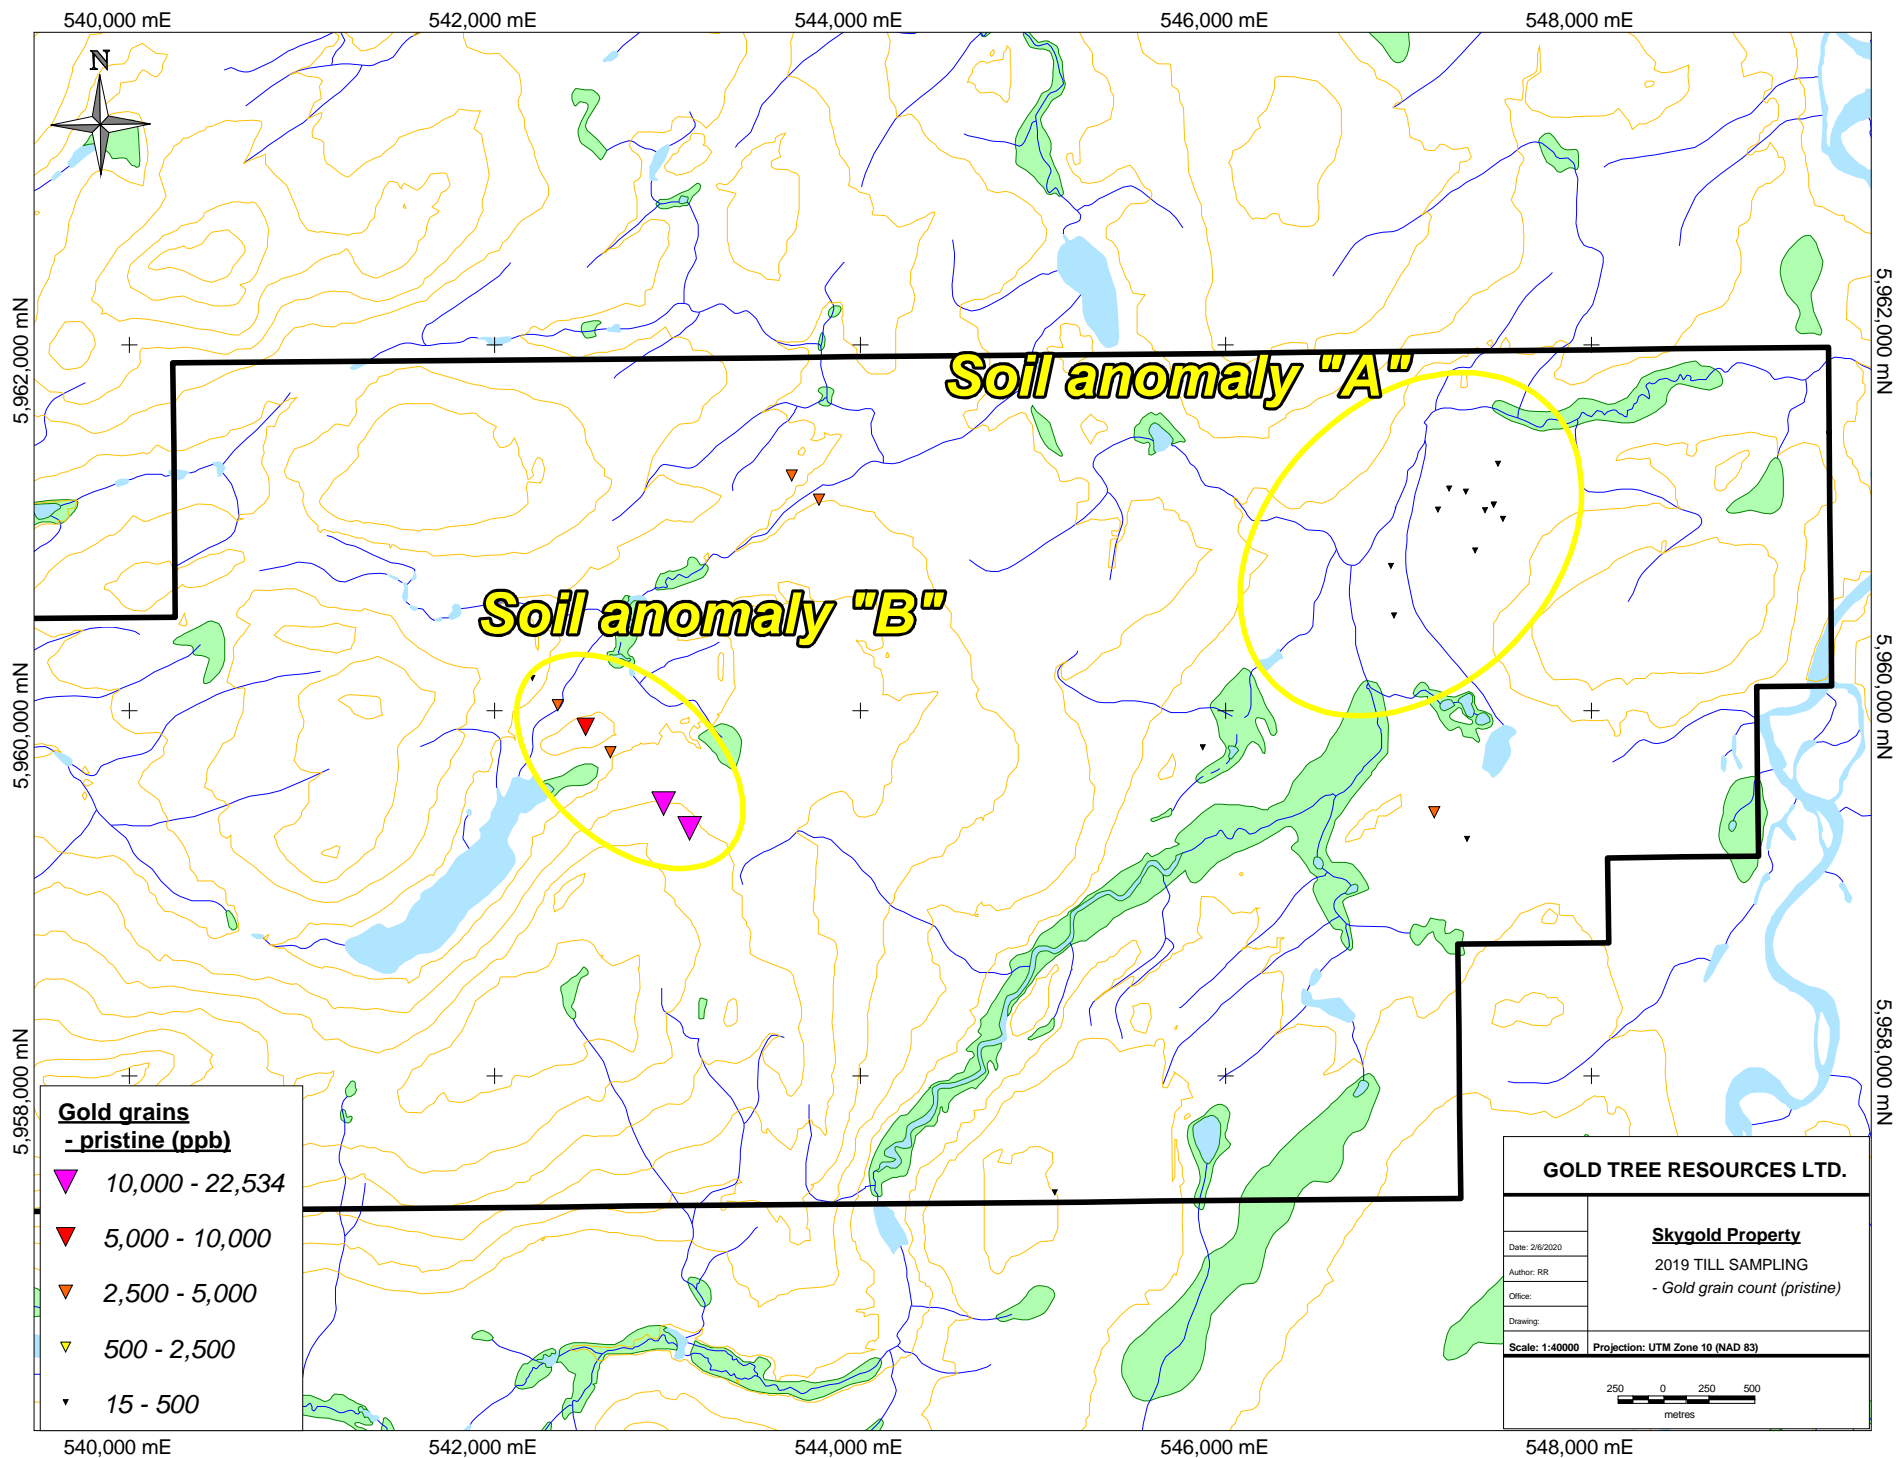 540,000 mE
542,000 mE
544,000 mE
546,000 mE
548,000 mE
N
5,962,000 mN
5,962,000 mN
Soil anomaly "A"
Soil anomaly "B"
5,960,000 mN
5,960,000 mN
5,958,000 mN
5,958,000 mN
Gold grains
- pristine (ppb)
10,000 - 22,534
5,000 - 10,000
2,500 - 5,000
500 - 2,500
15 - 500
GOLD TREE RESOURCES LTD.
Skygold Property
2019 TILL SAMPLING
- Gold grain count (pristine)
Date: 2/6/2020
Author: RR
Office:
Drawing:
Scale: 1:40000
Projection: UTM Zone 10 (NAD 83)
250 0 250 500
metres
540,000 mE
542,000 mE
544,000 mE
546,000 mE
548,000 mE